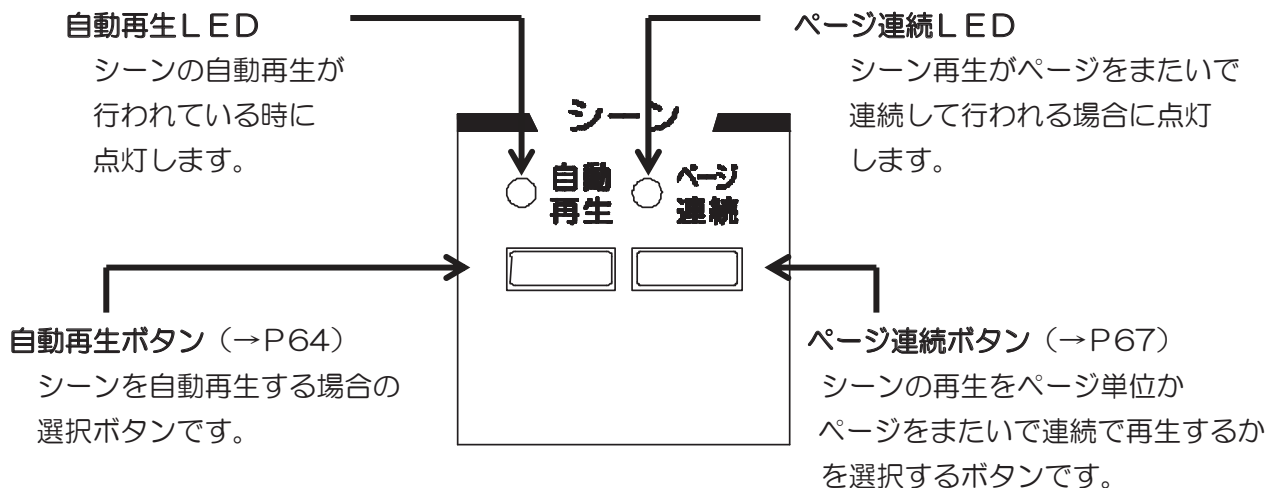 自動再生ＬＥＤ
シーンの自動再生が
行われている時に
点灯します。
ページ連続ＬＥＤ
シーン再生がページをまたいで
連続して行われる場合に点灯
します。
シーン
自動
再生
ページ
連続
自動再生ボタン（→Ｐ64）
シーンを自動再生する場合の
選択ボタンです。
ページ連続ボタン（→Ｐ67）
シーンの再生をページ単位か
ページをまたいで連続で再生するか
を選択するボタンです。